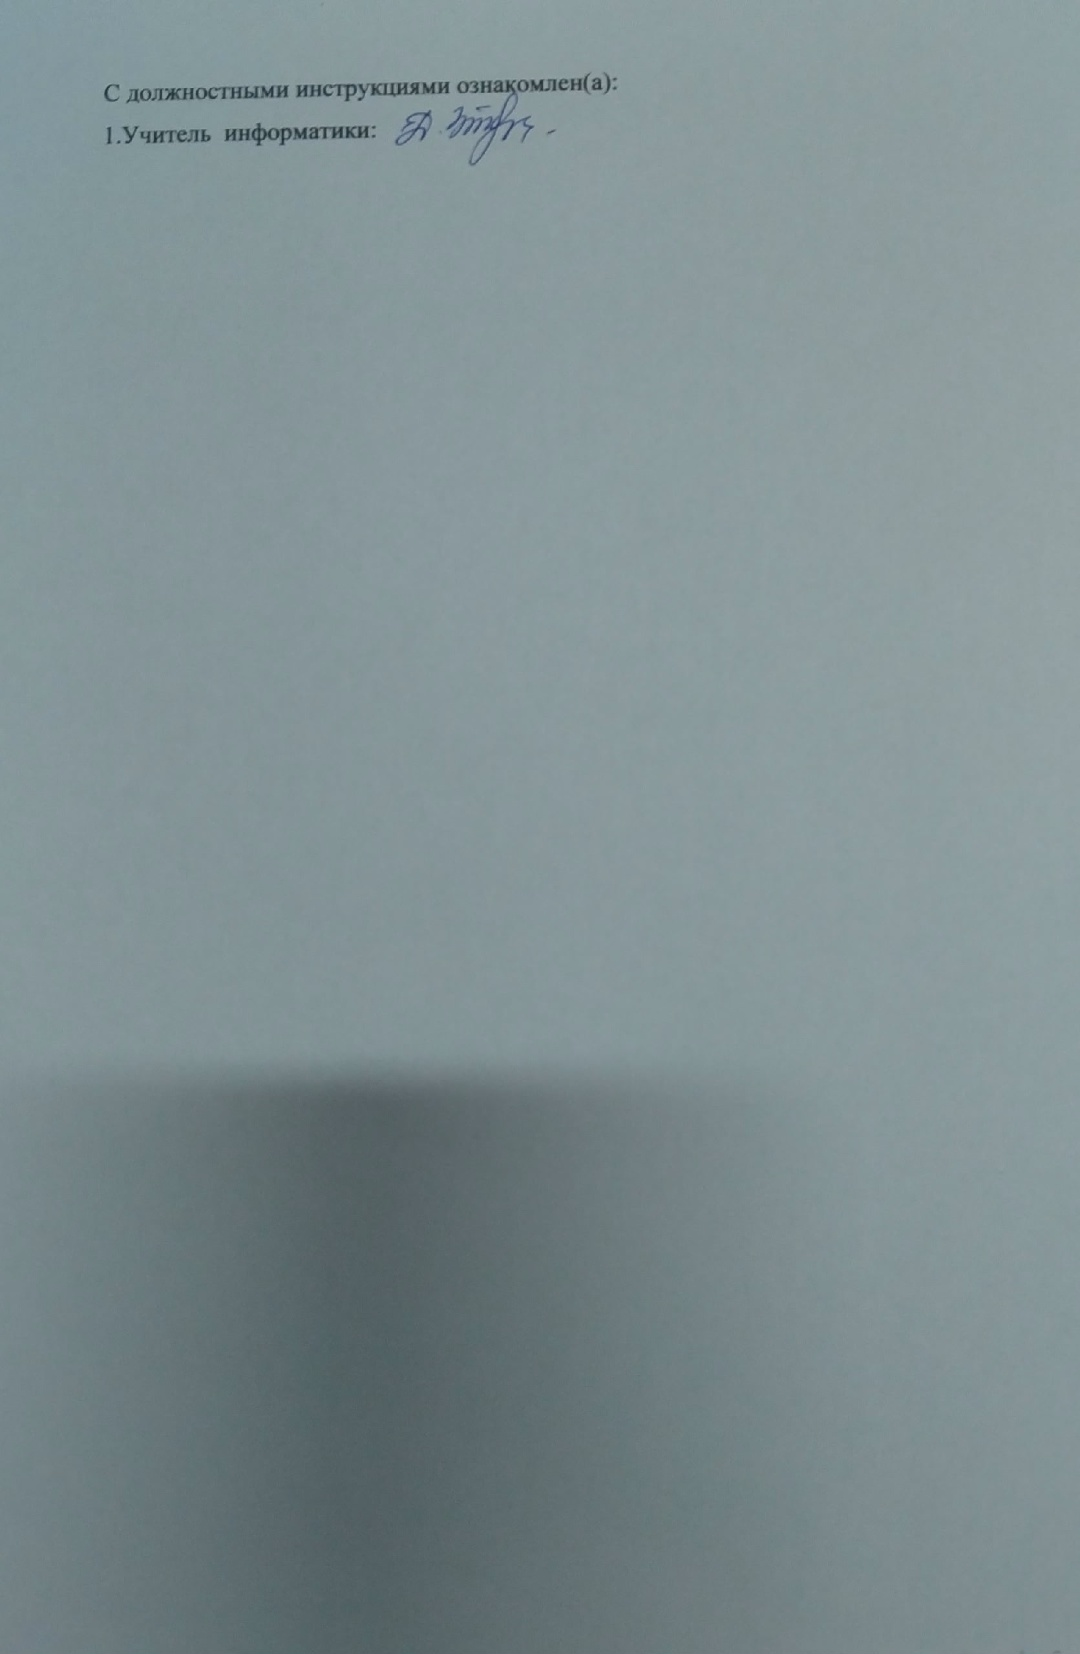 С должностными инструкциями ознакомлен(а):
1.Учитель информатики: